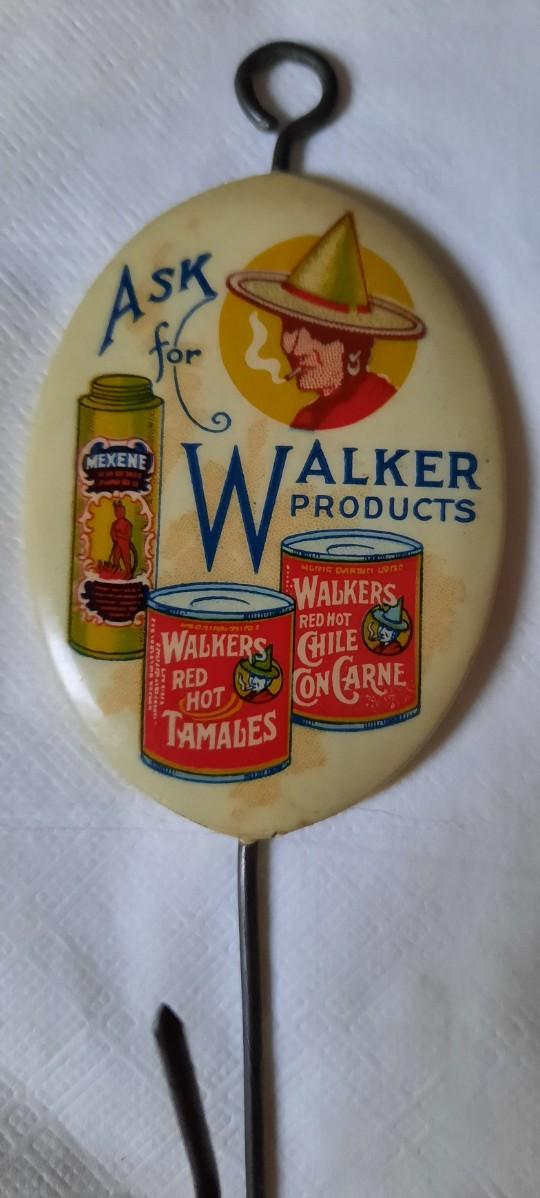 ASK
for
WALKER
PRODUCTS
MEXENE
WALKERS
RED HOT
CHILE
CON CARNE
WALKERS
RED
HOT
TAMALES